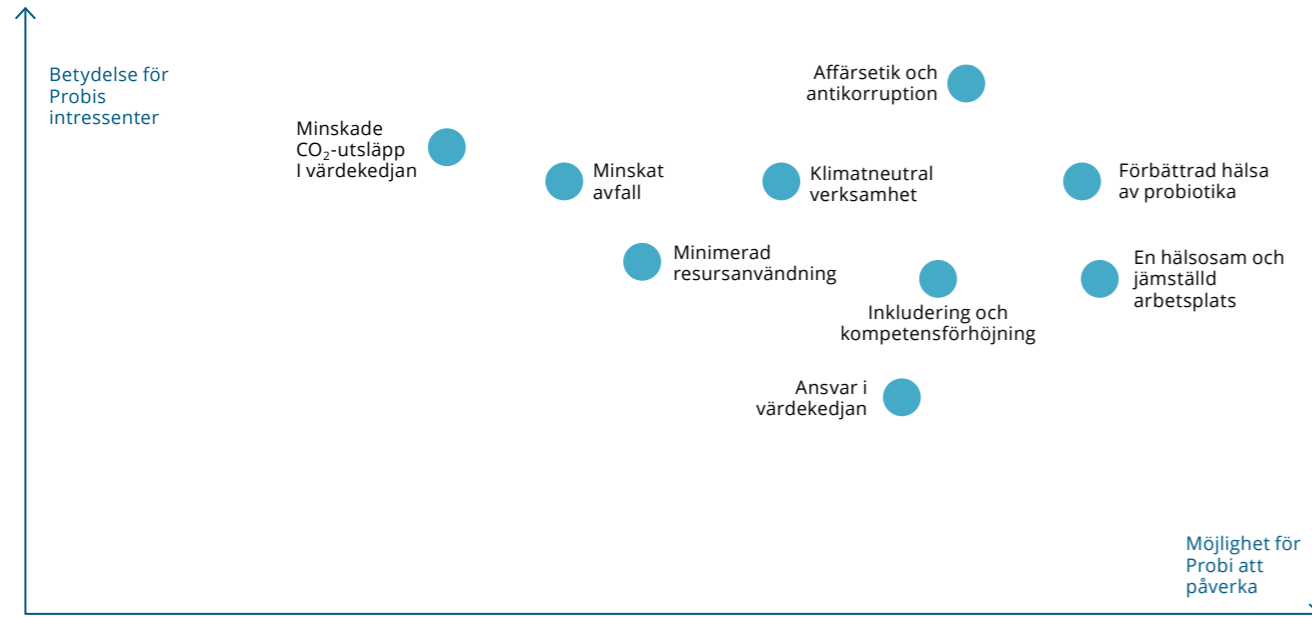 Betydelse för
Probis
intressenter
Affärsetik och
antikorruption
Minskade
CO₂-utsläpp
I värdekedjan
Minskat
avfall
Klimatneutral
verksamhet
Förbättrad hälsa
av probiotika
Minimerad
resursanvändning
En hälsosam och
jämställd
arbetsplats
Inkludering och
kompetensförhöjning
Ansvar i
värdekedjan
Möjlighet för
Probi att
påverka